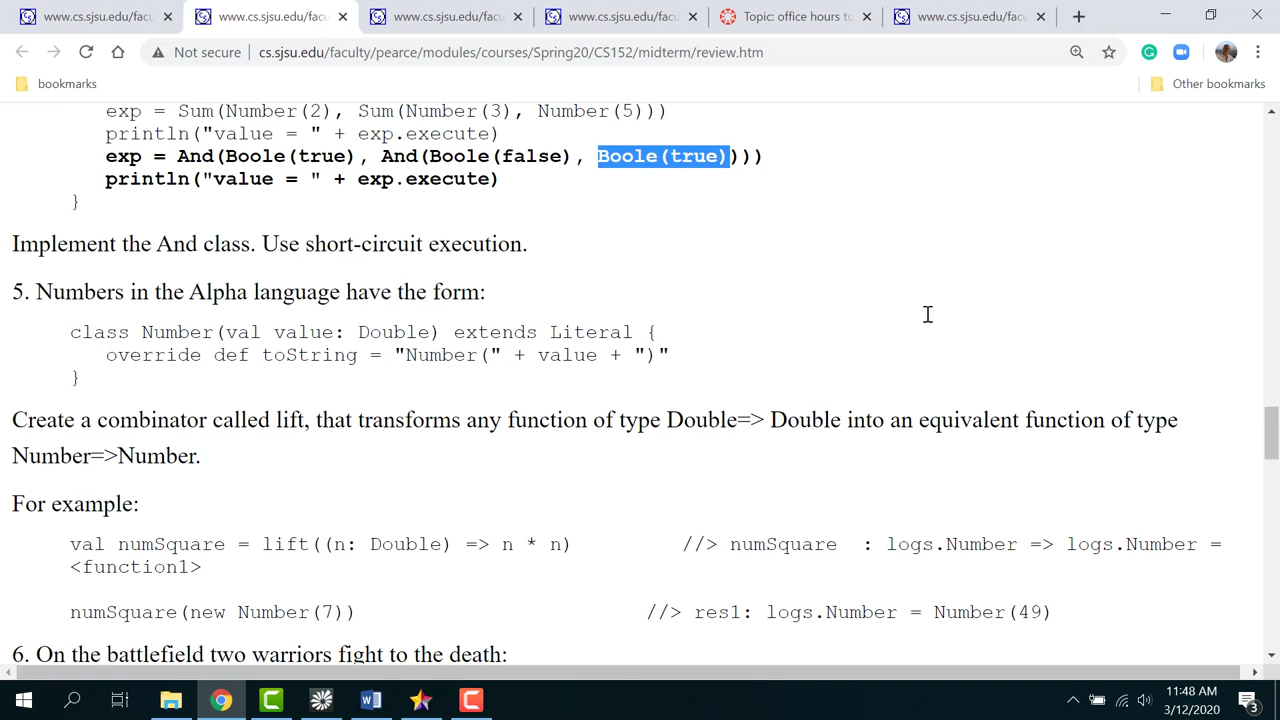 www.cs.sjsu.edu/facu
www.cs.sjsu.edu/facu
www.cs.sjsu.edu/facu
www.cs.sjsu.edu/facu
Topic: office hours to
www.cs.sjsu.edu/facu
Not secure | cs.sjsu.edu/faculty/pearce/modules/courses/Spring20/CS152/midterm/review.htm
bookmarks
Other bookmarks
exp = Sum(Number(2), Sum(Number(3), Number(5)))
println("value = " + exp.execute)
exp = And(Boole(true), And(Boole(false), Boole(true))))
println("value = " + exp.execute)
}
Implement the And class. Use short-circuit execution.
5. Numbers in the Alpha language have the form:
class Number(val value: Double) extends Literal {
override def toString = "Number(" + value + ")"
}
Create a combinator called lift, that transforms any function of type Double=> Double into an equivalent function of type
Number=>Number.
For example:
val numSquare = lift((n: Double) => n * n) //> numSquare : logs.Number => logs.Number =
<function1>
numSquare(new Number(7)) //> res1: logs.Number = Number(49)
6. On the battlefield two warriors fight to the death:
11:48 AM
3/12/2020
3